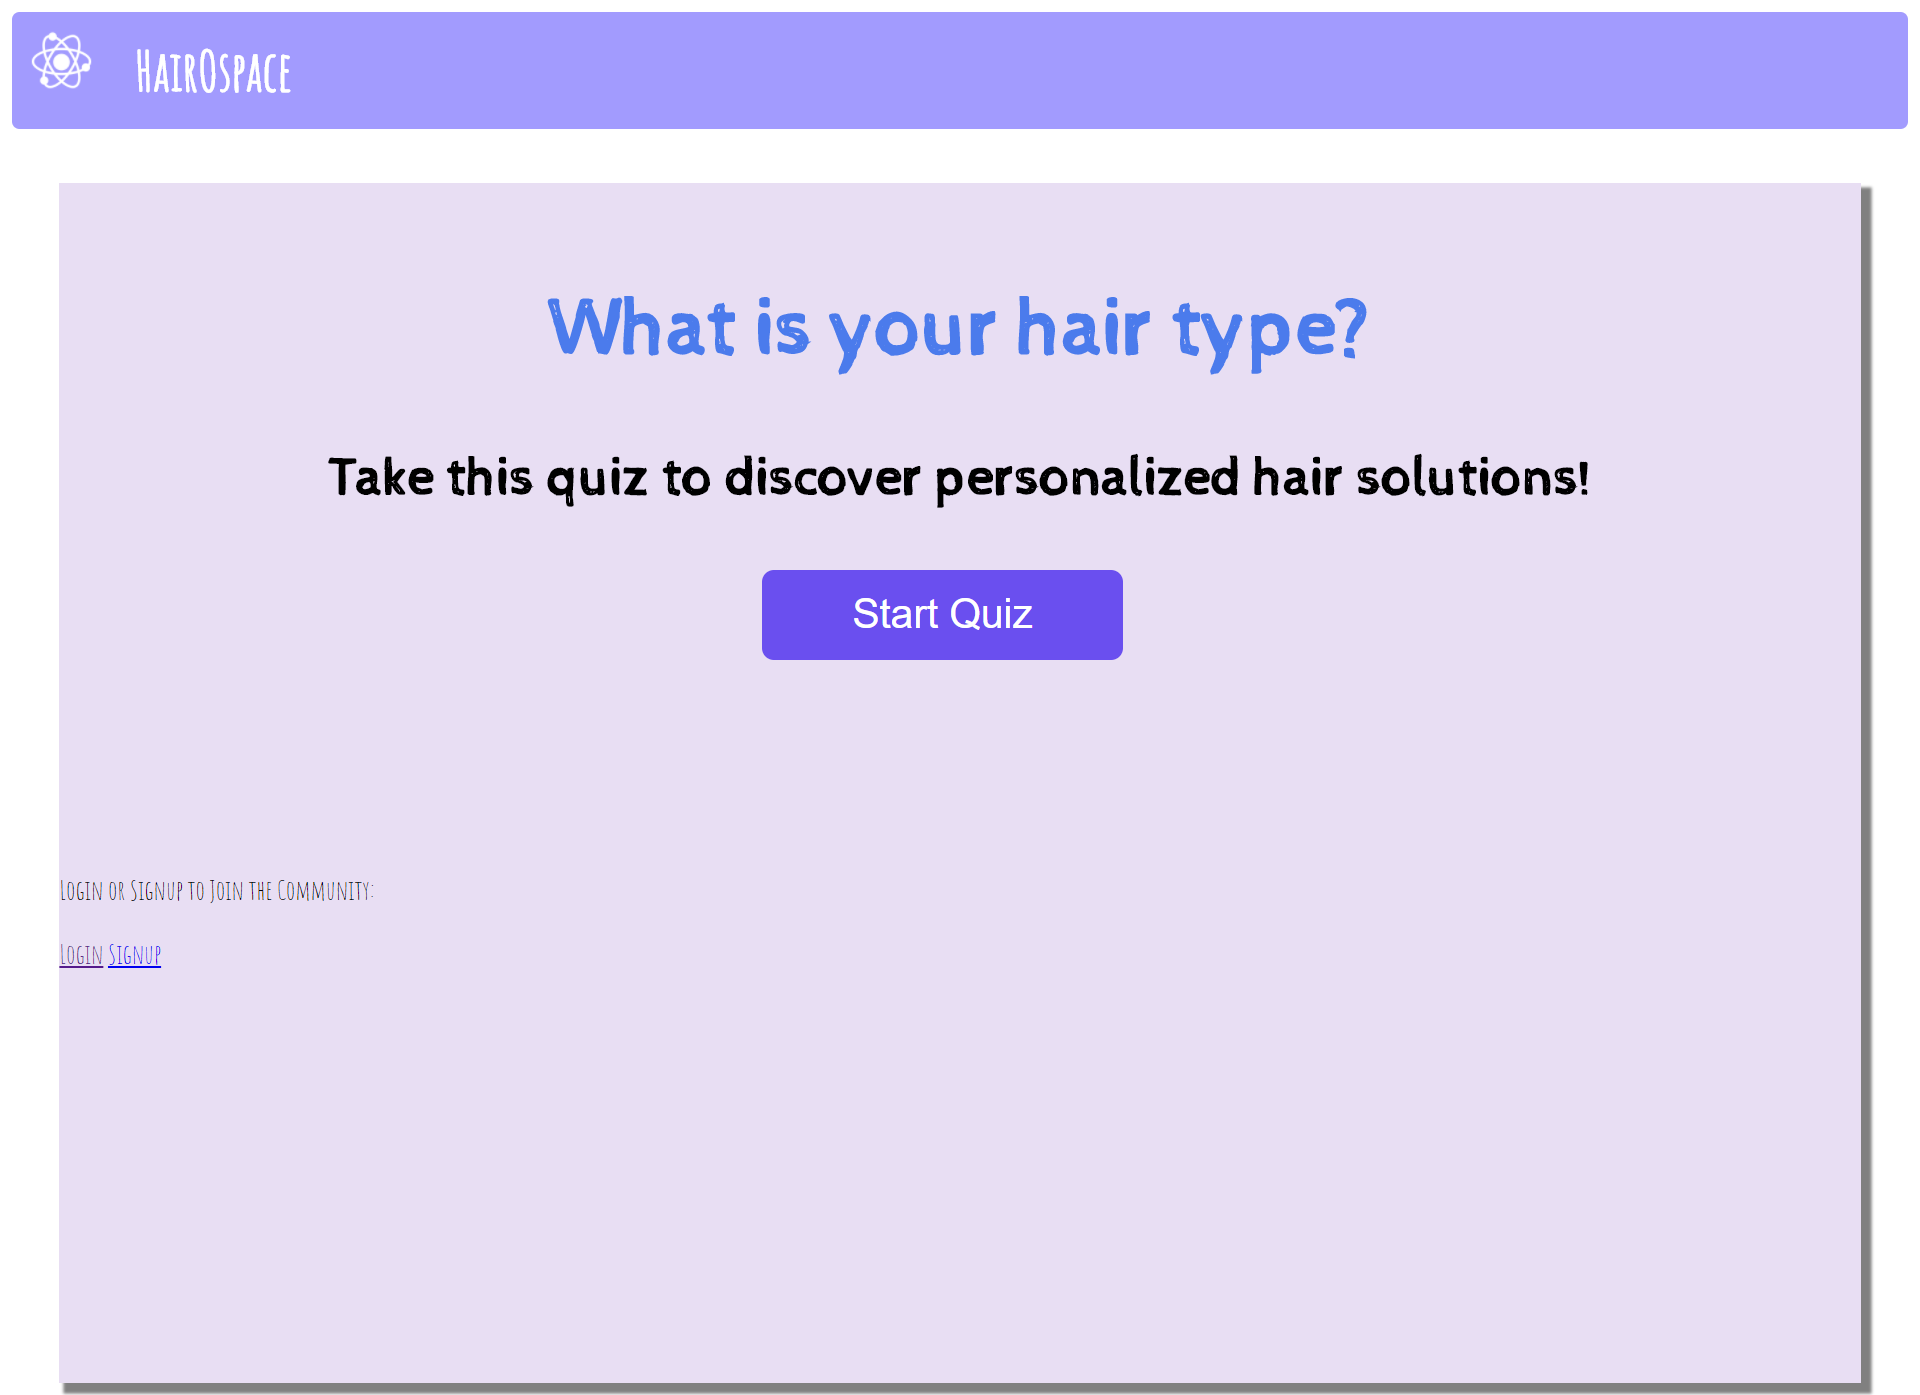 HairOspace
What is your hair type?
Take this quiz to discover personalized hair solutions!
Start Quiz
Login or Signup to Join the Community:
Login Signup